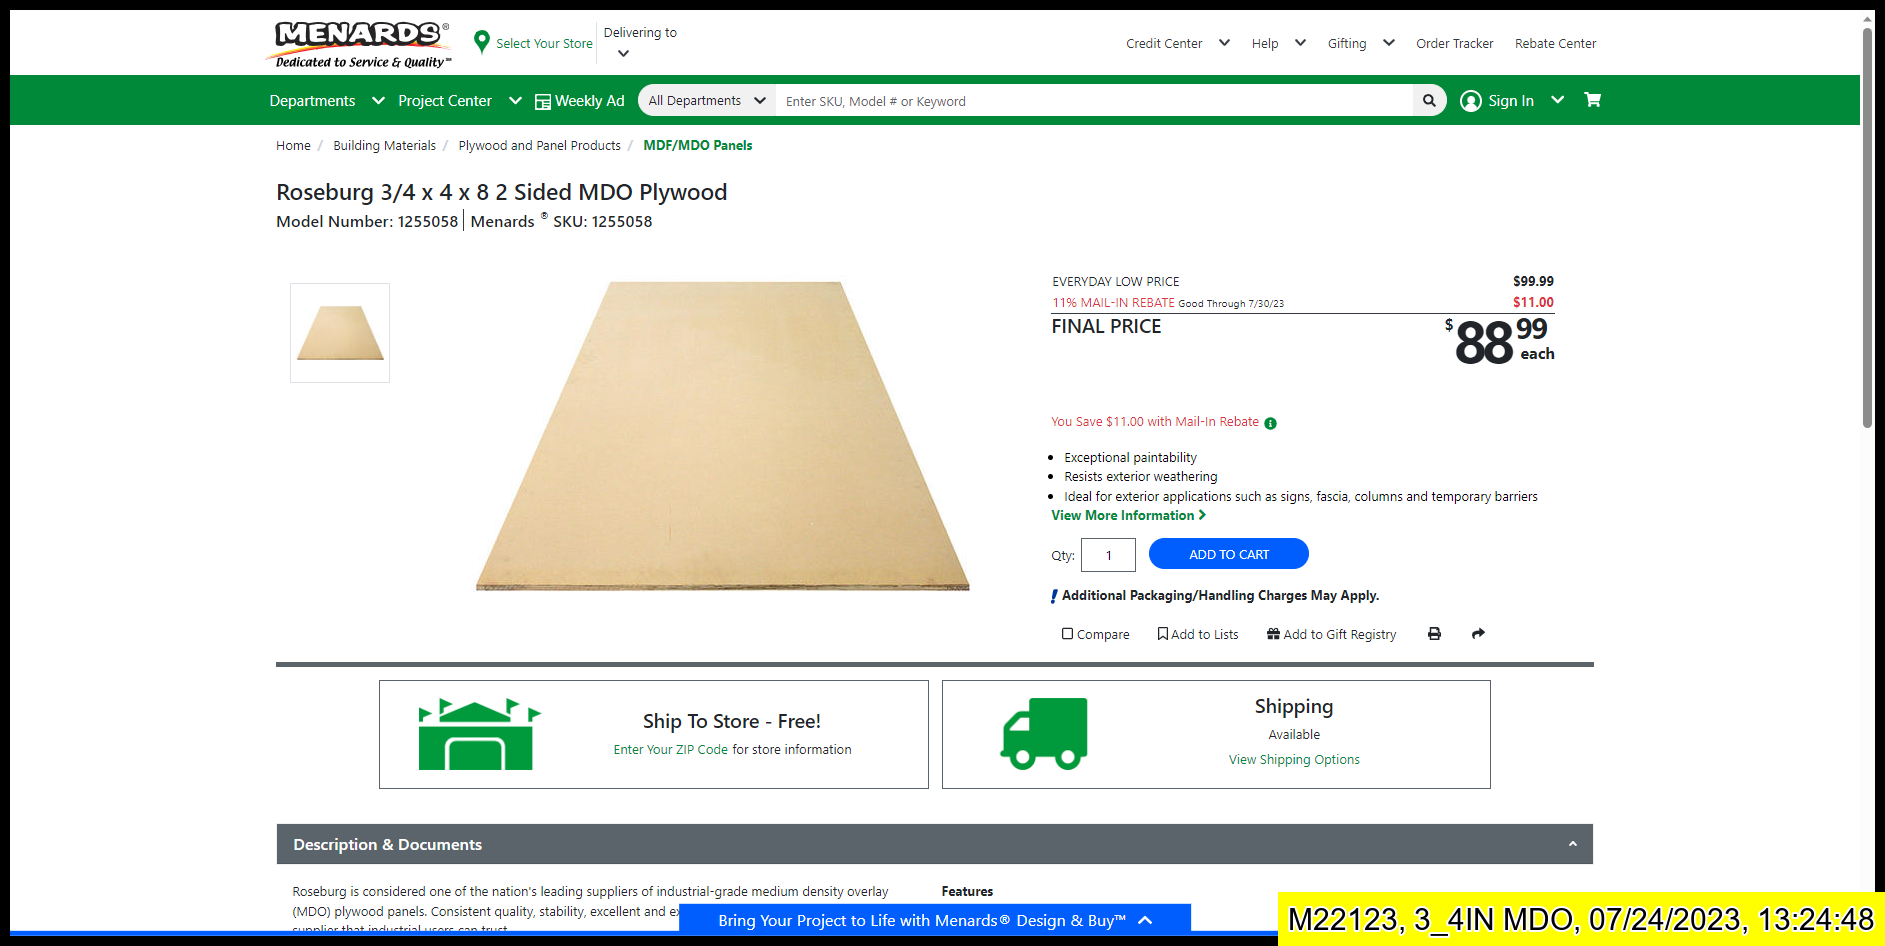 MENARDS®
Dedicated to Service & Quality℠
Select Your Store
Delivering to
Credit Center
Help
Gifting
Order Tracker
Rebate Center
Departments
Project Center
Weekly Ad
All Departments
Enter SKU, Model # or Keyword
Sign In
Home / Building Materials / Plywood and Panel Products / MDF/MDO Panels
Roseburg 3/4 x 4 x 8 2 Sided MDO Plywood
Model Number: 1255058 | Menards ® SKU: 1255058
EVERYDAY LOW PRICE $99.99
11% MAIL-IN REBATE Good Through 7/30/23 $11.00
FINAL PRICE $88 99 each
You Save $11.00 with Mail-In Rebate
• Exceptional paintability
• Resists exterior weathering
• Ideal for exterior applications such as signs, fascia, columns and temporary barriers
View More Information
Qty: 1 ADD TO CART
! Additional Packaging/Handling Charges May Apply.
Compare
Add to Lists
Add to Gift Registry
Ship To Store - Free!
Enter Your ZIP Code for store information
Shipping
Available
View Shipping Options
Description & Documents
Roseburg is considered one of the nation's leading suppliers of industrial-grade medium density overlay
(MDO) plywood panels. Consistent quality, stability, excellent and
supplier that industrial users can trust.
Features
Bring Your Project to Life with Menards® Design & Buy™
M22123, 3_4IN MDO, 07/24/2023, 13:24:48